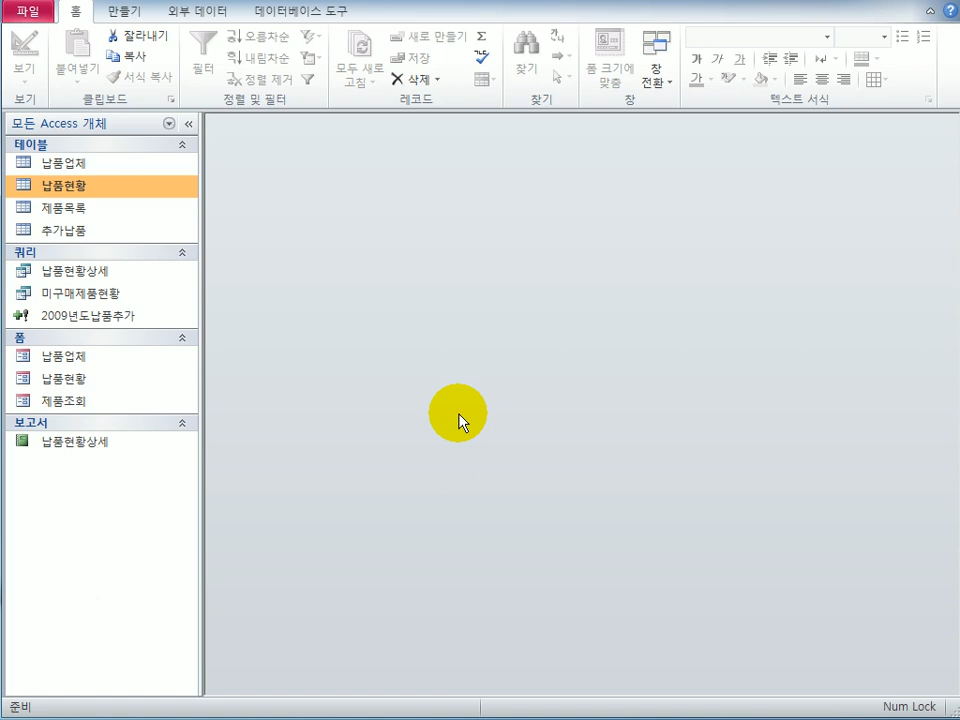 파일 홈 만들기 외부 데이터 데이터베이스 도구
보기 붙여넣기 잘라내기 복사 서식 복사
필터 오름차순 내림차순 정렬 제거
모두 새로 고침 새로 만들기 저장 삭제
찾기 폼 크기에 맞춤 창 전환
가 가 가 가
보기 클립보드 정렬 및 필터 레코드 찾기 창 텍스트 서식
모든 Access 개체
테이블
납품업체
납품현황
제품목록
추가납품
쿼리
납품현황상세
미구매제품현황
2009년도납품추가
폼
납품업체
납품현황
제품조회
보고서
납품현황상세
준비 Num Lock